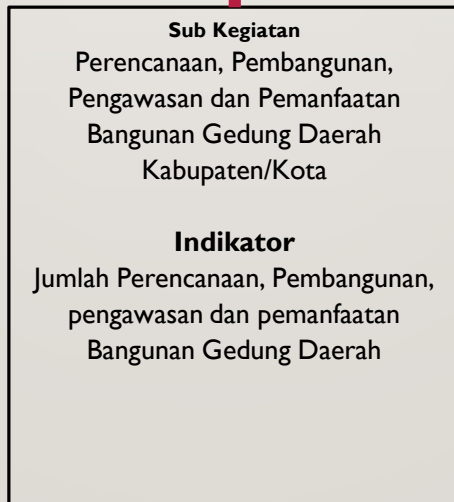 Sub Kegiatan
Perencanaan, Pembangunan,
Pengawasan dan Pemanfaatan
Bangunan Gedung Daerah
Kabupaten/Kota
Indikator
Jumlah Perencanaan, Pembangunan,
pengawasan dan pemanfaatan
Bangunan Gedung Daerah